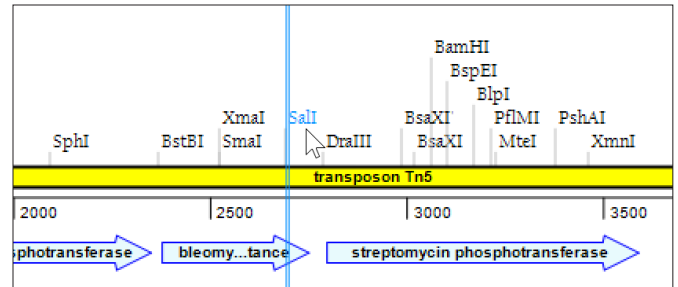 BamHI
BspEI
BlpI
XmaI SalI BsaXI PflMI PshAI
SphI BstBI SmaI DraIII BsaXI MteI XmnI
transposon Tn5
2000 2500 3000 3500
photransferase bleomy...tance streptomycin phosphotransferase